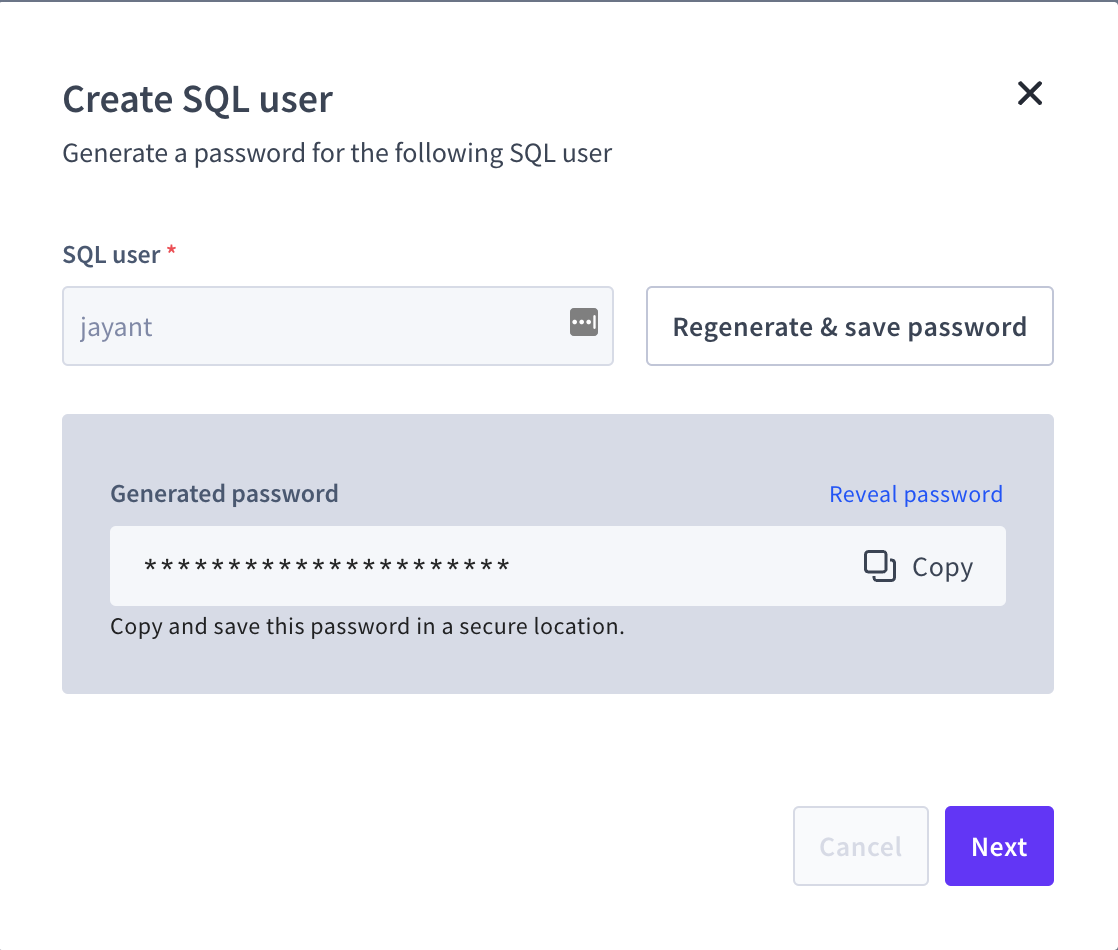 Create SQL user
Generate a password for the following SQL user
SQL user *
jayant
Regenerate & save password
Generated password
Reveal password
**********************
Copy
Copy and save this password in a secure location.
Cancel
Next